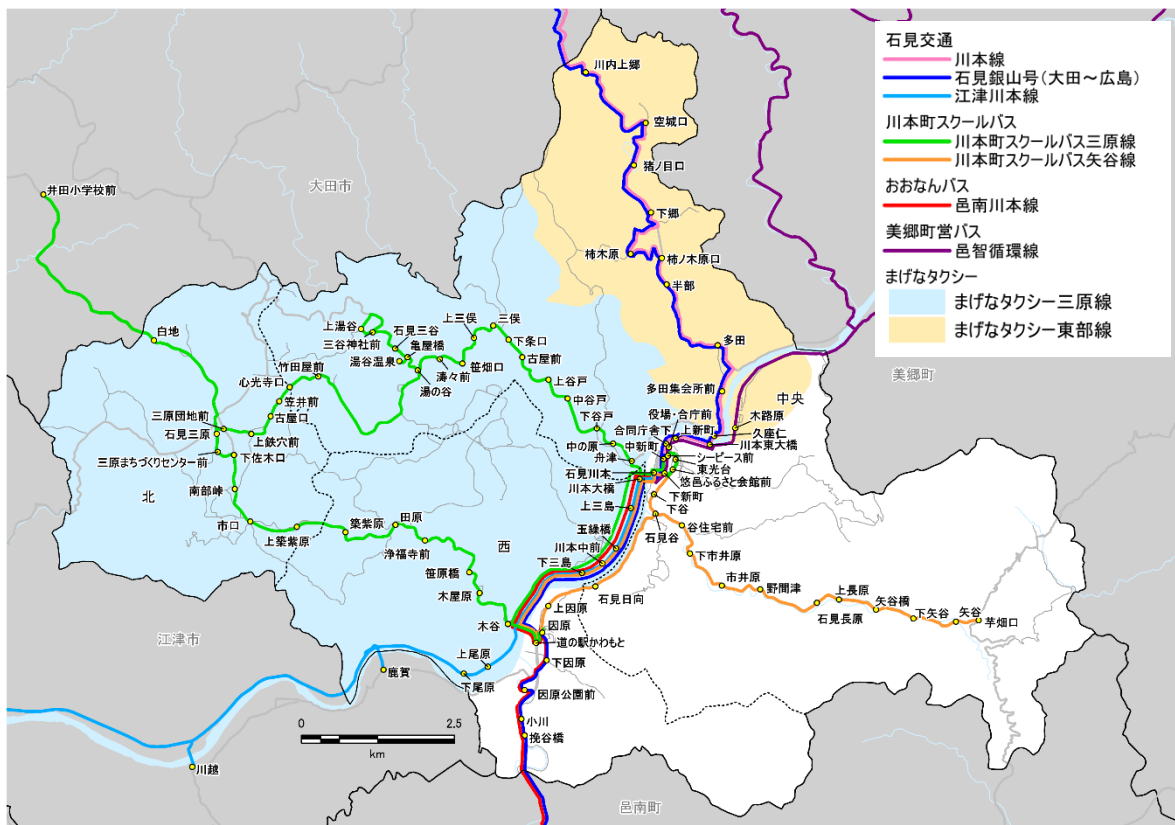 石見交通
川本線
石見銀山号(大田～広島)
江津川本線
川本町スクールバス
川本町スクールバス三原線
川本町スクールバス矢谷線
おおなんバス
邑南川本線
美郷町営バス
邑智循環線
まげなタクシー
まげなタクシー三原線
まげなタクシー東部線
川内上郷
空城口
猪ノ目口
下郷
柿木原
柿ノ木原口
半部
多田
多田集会所前
中央
木路原
美郷町
大田市
井田小学校前
白地
上湯谷
三谷神社前
石見三谷
亀屋橋
湯谷温泉
湯の谷
湯々前
笹畑口
上三俣
三俣
下条口
古屋前
上谷戸
中谷戸
下谷戸
中の原
舟津
竹田屋前
心光寺口
笠井前
古屋口
上鉄穴前
三原団地前
石見三原
三原まちづくりセンター前
下佐木口
南部峠
市口
上築紫原
築紫原
田原
浄福寺前
笹原橋
木屋原
木谷
北
西
役場・合庁前
合同庁舎下
上新町
中新町
久座仁
川本東大橋
シーピース前
東光台
悠邑ふるさと会館前
石見川本
川本大橋
下新町
下谷
上三島
玉緑橋
川本中前
下三島
石見谷
谷住宅前
下市井原
市井原
野間津
石見長原
上長原
矢谷橋
下矢谷
矢谷
芋畑口
石見日向
上因原
因原
道の駅かわもと
下因原
因原公園前
小川
挽谷橋
上尾原
下尾原
鹿賀
川越
江津市
邑南町
0
2.5
km